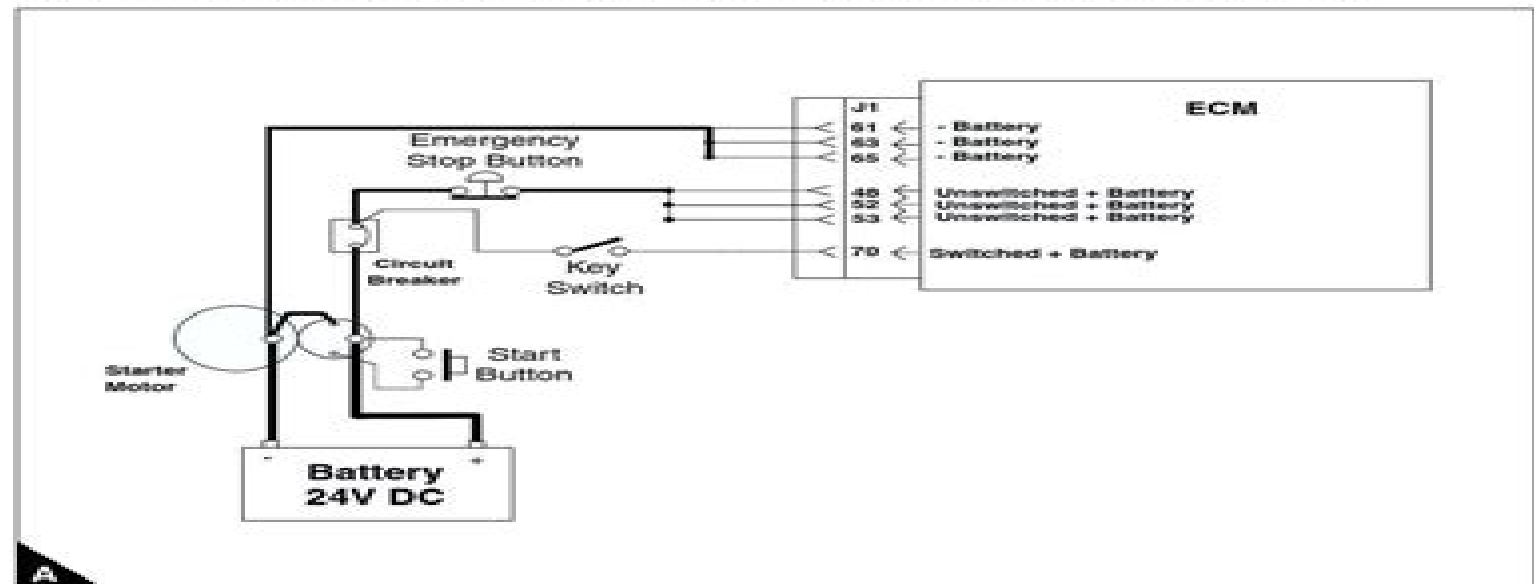 J1
ECM
61 - Battery
63 - Battery
65 - Battery
Emergency
Stop Button
48 Unswitched + Battery
52 Unswitched + Battery
53 Unswitched + Battery
70 Switched + Battery
Circuit
Breaker
Key
Switch
Starter
Motor
Start
Button
- +
Battery
24V DC
A